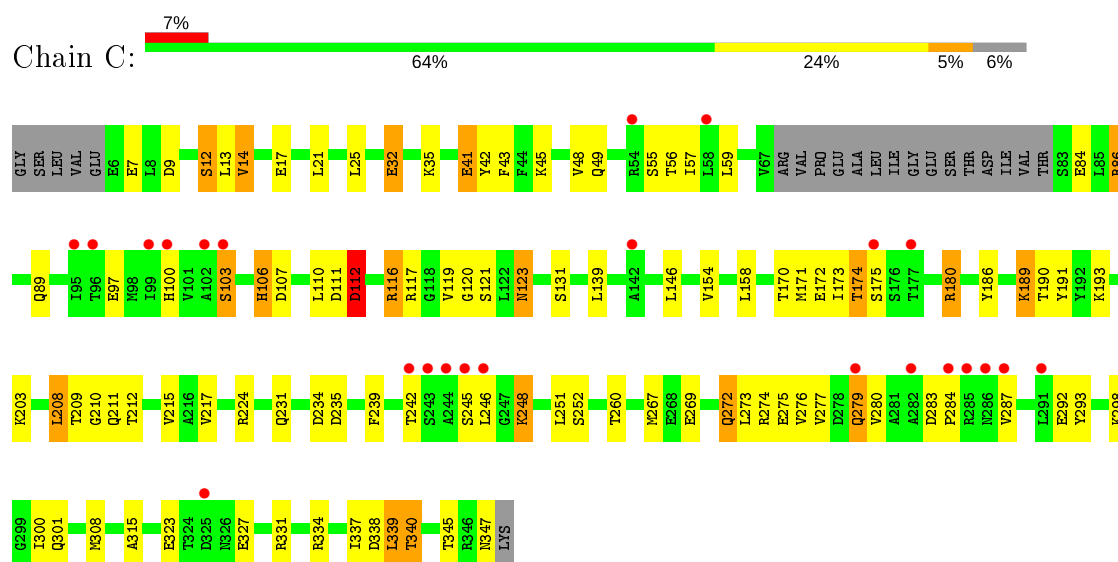 7%
Chain C:
64% 24% 5% 6%
GLY SER LEU VAL GLU E6 E7 L8 D9 S12 L13 V14 E17 L21 L25 E32 K35 E41 Y42 F43 F44 K45 V48 Q49 R54 S55 T56 I57 L58 L59 V67 ARG VAL PRO GLU ALA LEU ILE GLY GLU SER THR ASP ILE VAL THR S83 E84 L85 R86
Q89 I95 T96 E97 M98 I99 H100 V101 A102 S103 H106 D107 L110 D111 D112 R116 R117 G118 V119 G120 S121 L122 N123 S131 L139 A142 L146 V154 L158 T170 M171 E172 I173 T174 S175 S176 T177 R180 Y186 K189 T190 Y191 Y192 K193
K203 L208 T209 G210 Q211 T212 V215 A216 V217 R224 Q231 D234 D235 F239 T242 S243 A244 S245 L246 G247 K248 L251 S252 T260 M267 E268 E269 Q272 L273 R274 E275 V276 V277 D278 Q279 V280 A281 A282 D283 P284 R285 N286 V287 L291 E292 Y293
G299 I300 Q301 M308 A315 E323 T324 D325 N326 E327 R331 R334 I337 D338 L339 T340 T345 R346 N347 LYS